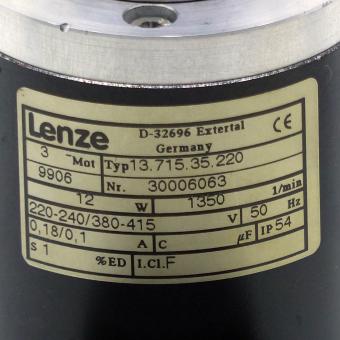 Lenze D-32696 Extertal CE
Germany
3 ~Mot Typ 13.715.35.220
9906 Nr. 30006063
12 W 1350 1/min
220-240/380-415 V 50 Hz
0,18/0,1 A C µF IP 54
S 1 %ED I.Cl.F